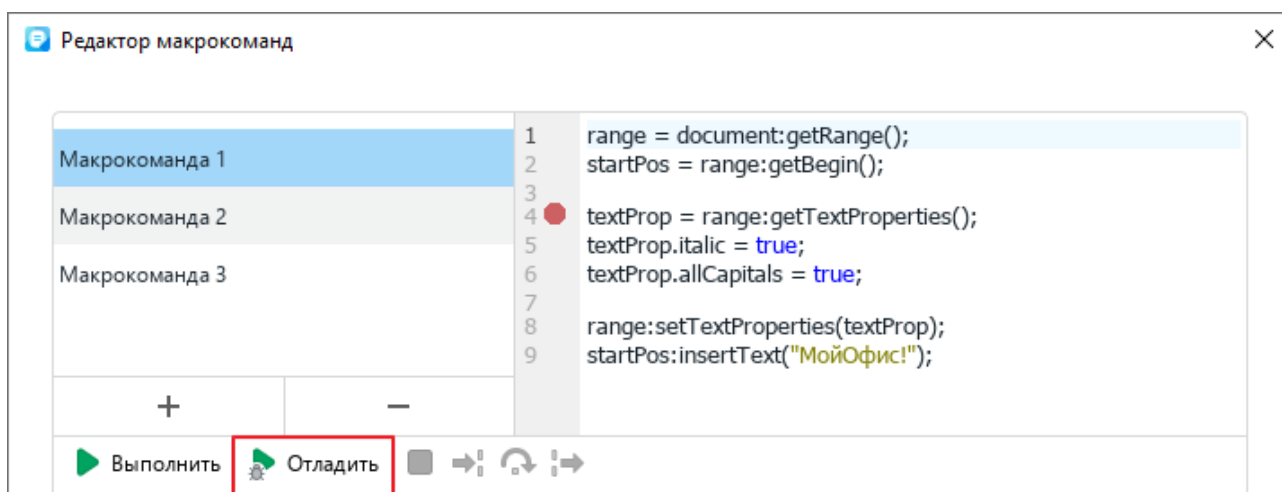 Редактор макрокоманд
Макрокоманда 1
Макрокоманда 2
Макрокоманда 3
1 range = document:getRange();
2 startPos = range:getBegin();
3
4 textProp = range:getTextProperties();
5 textProp.italic = true;
6 textProp.allCapitals = true;
7
8 range:setTextProperties(textProp);
9 startPos:insertText("МойОфис!");
+ −
Выполнить Отладить